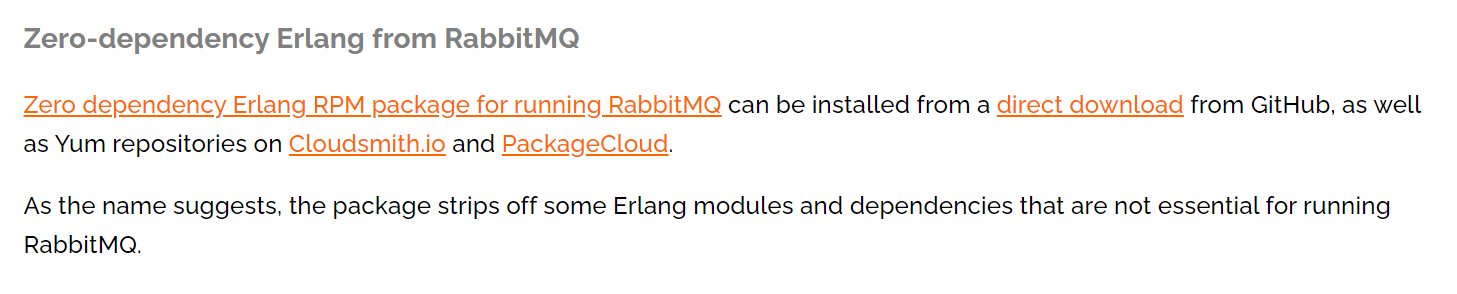 Zero-dependency Erlang from RabbitMQ
Zero dependency Erlang RPM package for running RabbitMQ can be installed from a direct download from GitHub, as well
as Yum repositories on Cloudsmith.io and PackageCloud.
As the name suggests, the package strips off some Erlang modules and dependencies that are not essential for running
RabbitMQ.